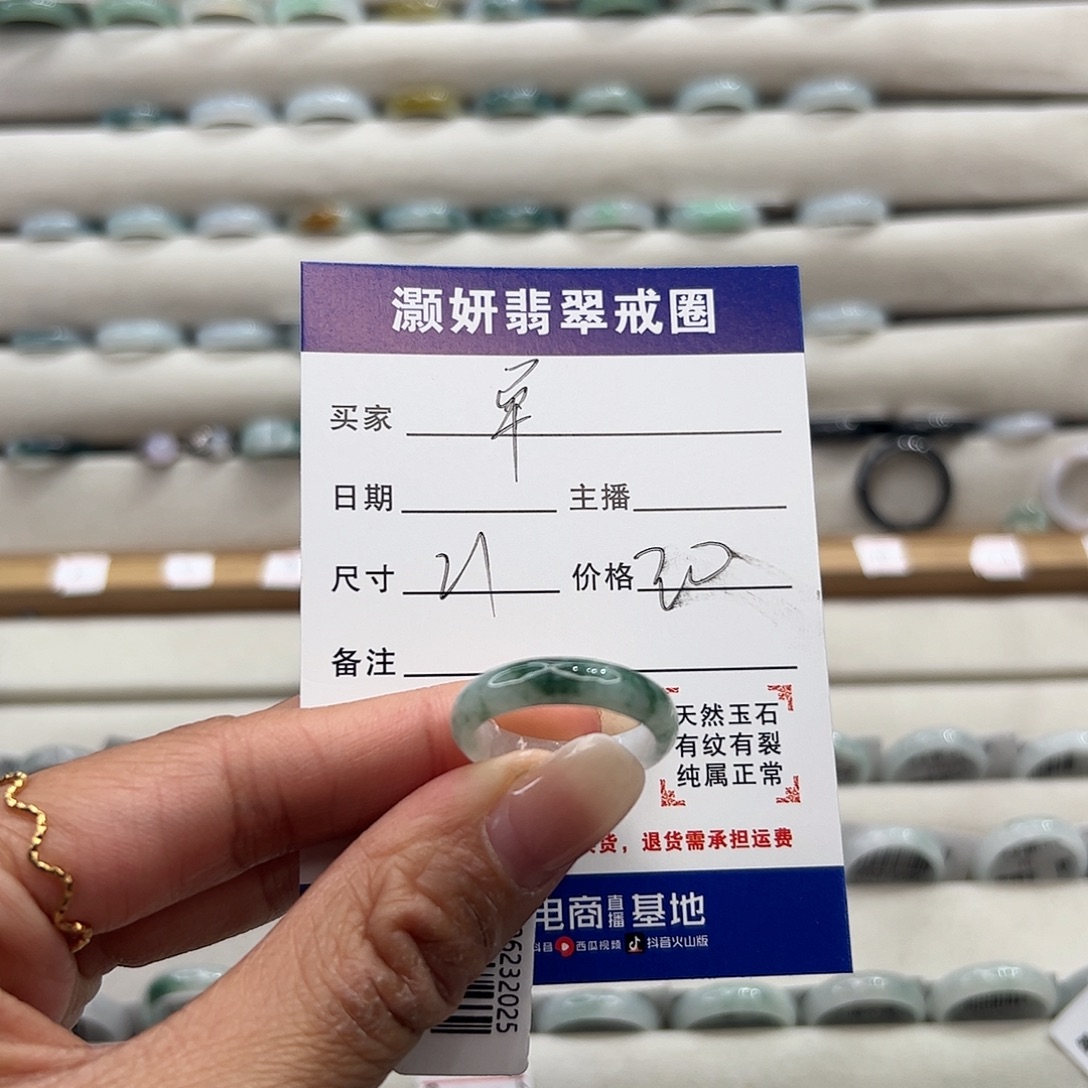 灏妍翡翠戒圈
买家 单
日期 主播
尺寸 21 价格
备注
天然玉石
有纹有裂
纯属正常
货，退货需承担运费
电商直播基地
抖音 西瓜视频 抖音火山版
6232025